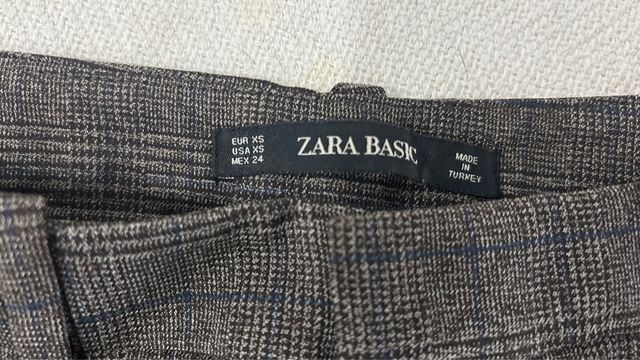 EUR XS
USA XS
MEX 24
ZARA BASIC
MADE
IN
TURKEY